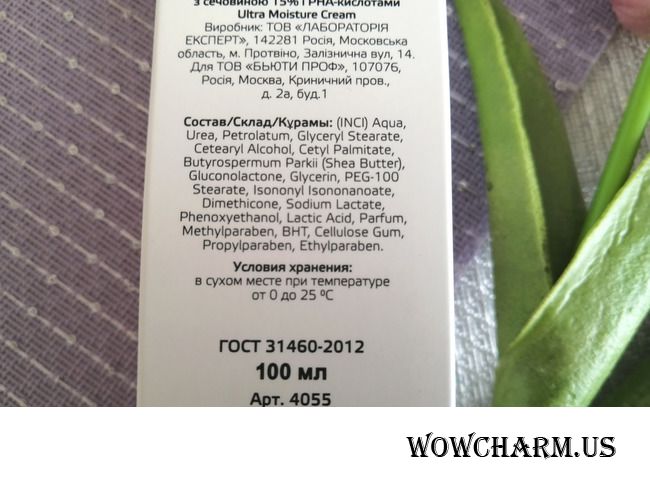 з сечовиною 15% і PHA-кислотами
Ultra Moisture Cream
Виробник: ТОВ «ЛАБОРАТОРІЯ
ЕКСПЕРТ», 142281 Росія, Московська
область, м. Протвіно, Залізнична вул, 14.
Для ТОВ «БЬЮТИ ПРОФ», 107076,
Росія, Москва, Криничний пров.,
д. 2а, буд.1
Состав/Склад/Құрамы: (INCI) Aqua,
Urea, Petrolatum, Glyceryl Stearate,
Cetearyl Alcohol, Cetyl Palmitate,
Butyrospermum Parkii (Shea Butter),
Gluconolactone, Glycerin, PEG-100
Stearate, Isononyl Isononanoate,
Dimethicone, Sodium Lactate,
Phenoxyethanol, Lactic Acid, Parfum,
Methylparaben, BHT, Cellulose Gum,
Propylparaben, Ethylparaben.
Условия хранения:
в сухом месте при температуре
от 0 до 25 ºС
ГОСТ 31460-2012
100 мл
Арт. 4055
WOWCHARM.US